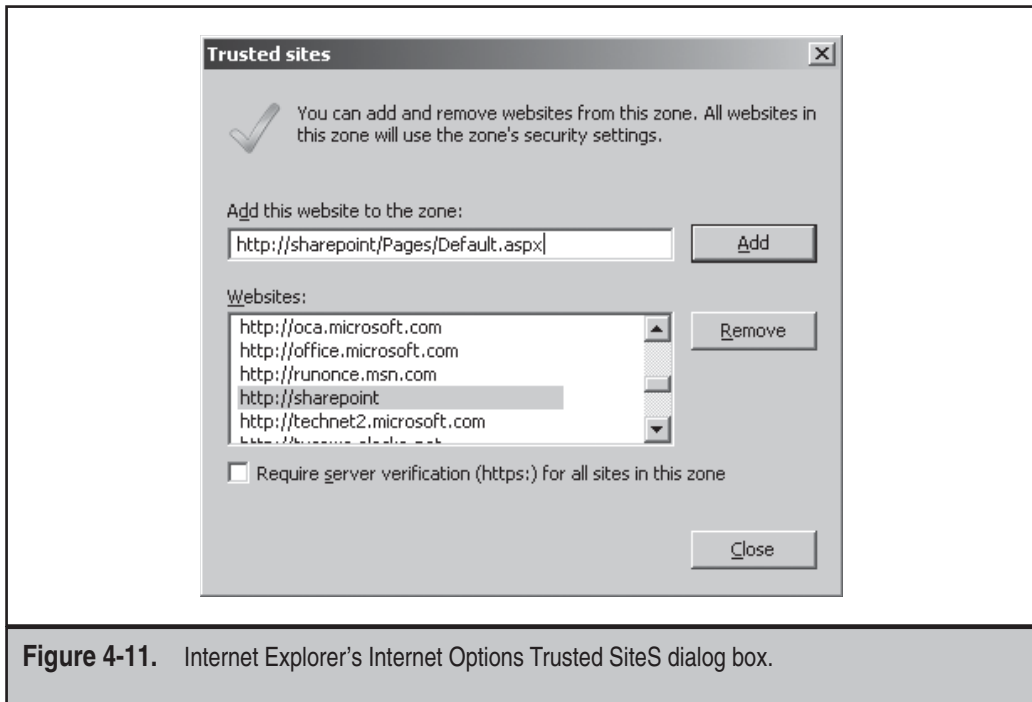 Trusted sites
You can add and remove websites from this zone. All websites in
this zone will use the zone's security settings.
Add this website to the zone:
http://sharepoint/Pages/Default.aspx
Add
Websites:
http://oca.microsoft.com
http://office.microsoft.com
http://runonce.msn.com
http://sharepoint
http://technet2.microsoft.com
Remove
Require server verification (https:) for all sites in this zone
Close
Figure 4-11. Internet Explorer's Internet Options Trusted SiteS dialog box.